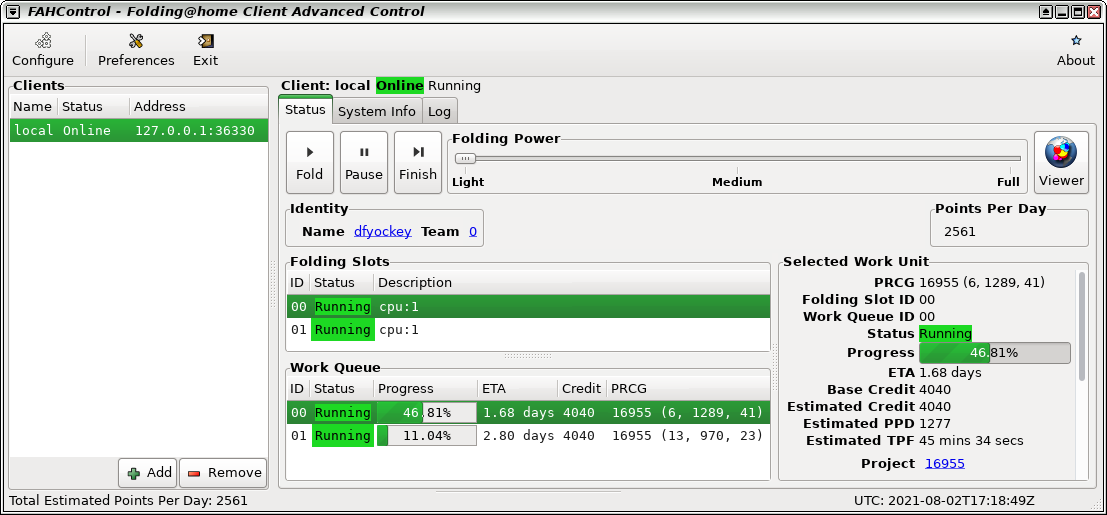 FAHControl - Folding@home Client Advanced Control
Configure Preferences Exit About
Clients
Name Status Address
local Online 127.0.0.1:36330
Add Remove
Client: local Online Running
Status System Info Log
Fold Pause Finish
Folding Power
Light Medium Full
Viewer
Identity
Name dfyockey Team 0
Points Per Day
2561
Folding Slots
ID Status Description
00 Running cpu:1
01 Running cpu:1
Work Queue
ID Status Progress ETA Credit PRCG
00 Running 46.81% 1.68 days 4040 16955 (6, 1289, 41)
01 Running 11.04% 2.80 days 4040 16955 (13, 970, 23)
Selected Work Unit
PRCG 16955 (6, 1289, 41)
Folding Slot ID 00
Work Queue ID 00
Status Running
Progress 46.81%
ETA 1.68 days
Base Credit 4040
Estimated Credit 4040
Estimated PPD 1277
Estimated TPF 45 mins 34 secs
Project 16955
Total Estimated Points Per Day: 2561
UTC: 2021-08-02T17:18:49Z